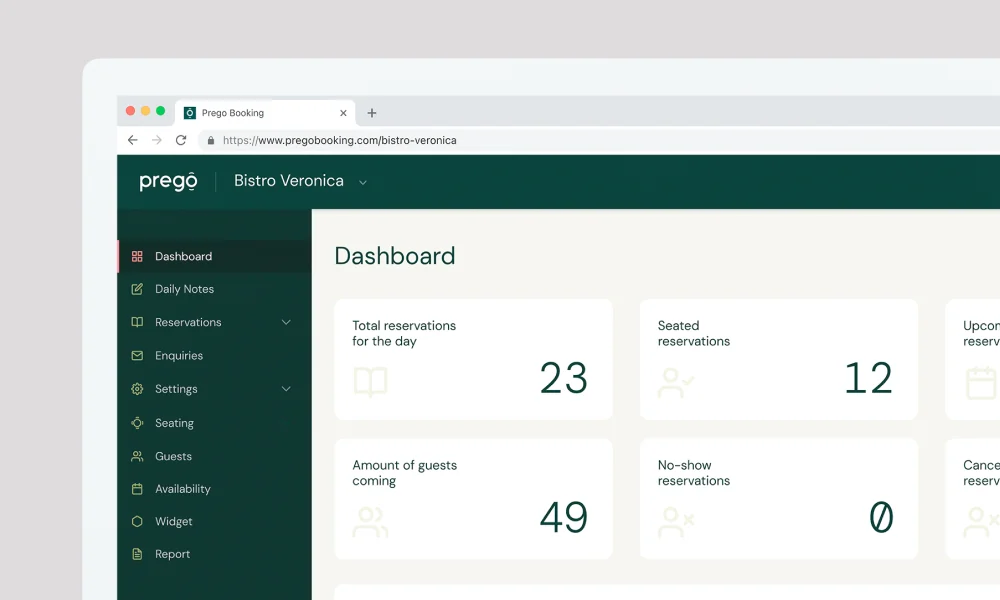 Prego Booking
https://www.pregobooking.com/bistro-veronica
pregô
Bistro Veronica
Dashboard
Daily Notes
Reservations
Enquiries
Settings
Seating
Guests
Availability
Widget
Report
Dashboard
Total reservations
for the day
23
Seated
reservations
12
Amount of guests
coming
49
No-show
reservations
0